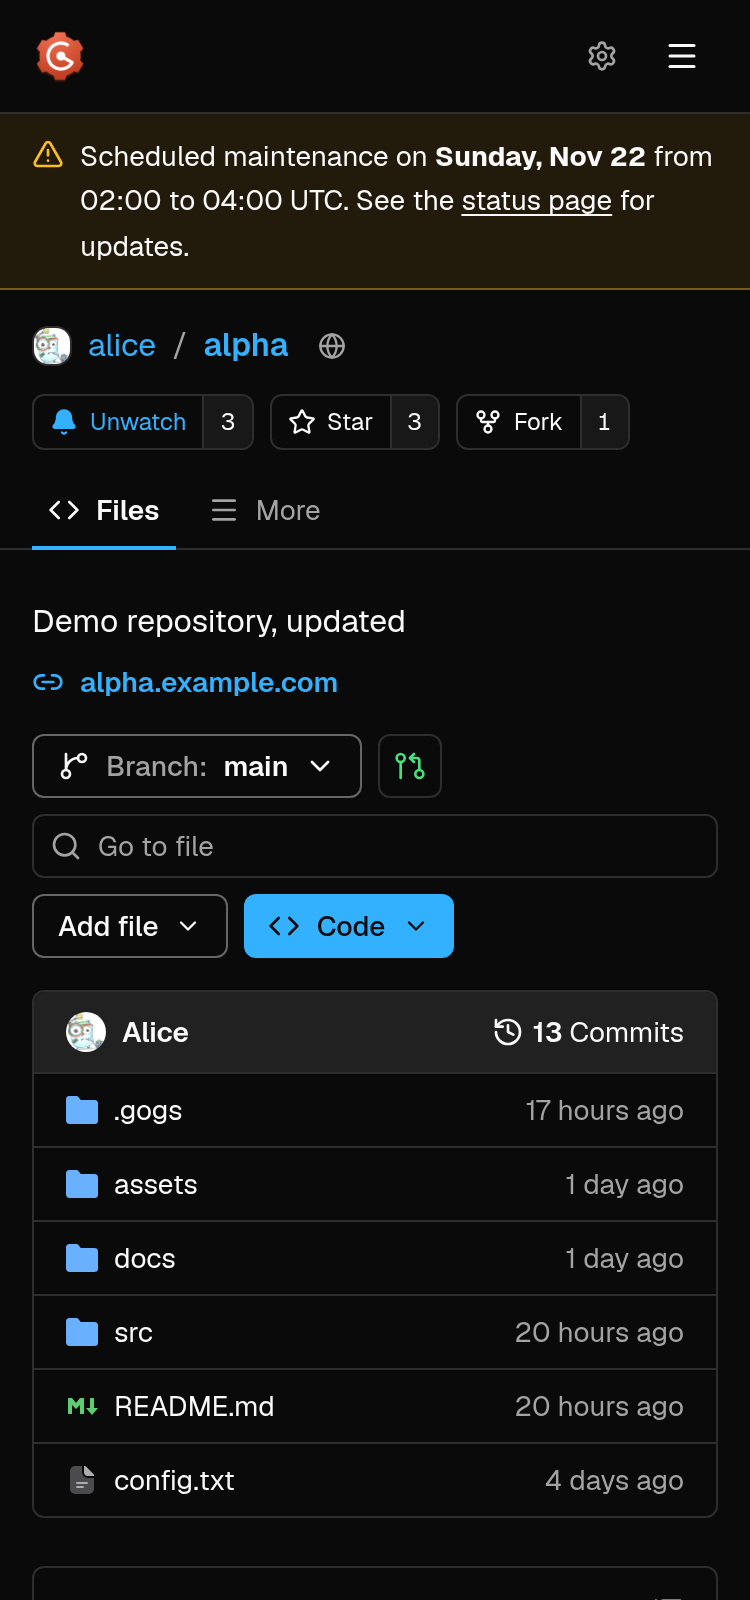 Scheduled maintenance on Sunday, Nov 22 from
02:00 to 04:00 UTC. See the status page for
updates.
alice / alpha
Unwatch 3 Star 3 Fork 1
Files More
Demo repository, updated
alpha.example.com
Branch: main
Go to file
Add file Code
Alice 13 Commits
.gogs 17 hours ago
assets 1 day ago
docs 1 day ago
src 20 hours ago
README.md 20 hours ago
config.txt 4 days ago